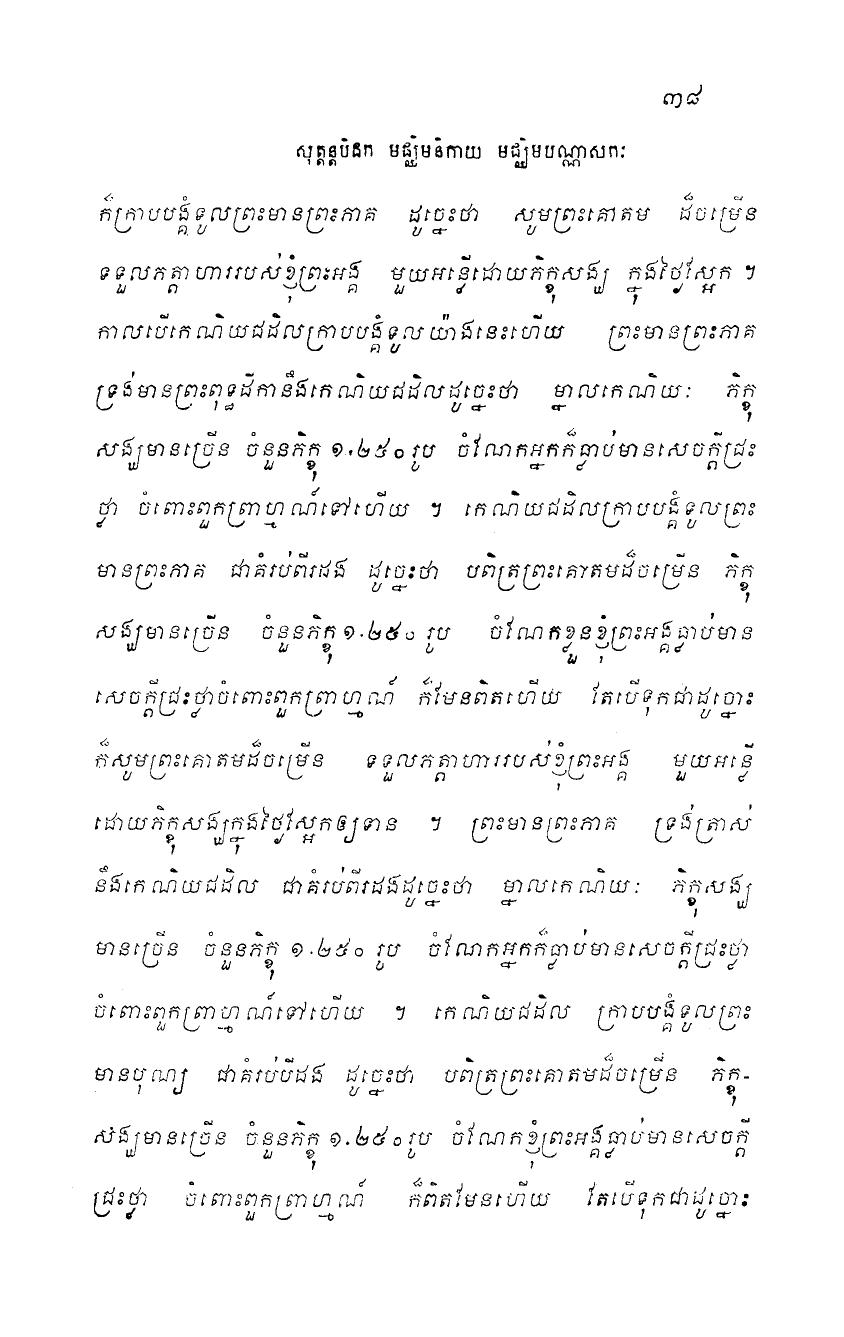 ៣៨
សុត្តន្តបិដក មជ្ឈិមនិកាយ មជ្ឈិមបណ្ណាសកៈ
ក៏ក្រាបបង្គំទូលព្រះមានព្រះភាគ ដូច្នេះថា សូមព្រះគោតម ដ៏ចម្រើន
ទទួលភត្តាហាររបស់ខ្ញុំព្រះអង្គ មួយអន្លើដោយភិក្ខុសង្ឃ ក្នុងថ្ងៃស្អែក ។
កាលបើកេណិយជដិលក្រាបបង្គំទូលយ៉ាងនេះហើយ ព្រះមានព្រះភាគ
ទ្រង់មានព្រះពុទ្ធដីកានឹងកេណិយជដិលដូច្នេះថា ម្នាលកេណិយៈ ភិក្ខុ
សង្ឃមានច្រើន ចំនួនភិក្ខុ ១.២៥០រូប ចំណែកអ្នកក៏ធ្លាប់មានសេចក្តីជ្រះ
ថ្លា ចំពោះពួកព្រាហ្មណ៍ទៅហើយ ។ កេណិយជដិលក្រាបបង្គំទូលព្រះ
មានព្រះភាគ ជាគំរប់ពីរដង ដូច្នេះថា បពិត្រព្រះគោតមដ៏ចម្រើន ភិក្ខុ
សង្ឃមានច្រើន ចំនួនភិក្ខុ ១.២៥០ រូប ចំណែកខ្លួនខ្ញុំព្រះអង្គធ្លាប់មាន
សេចក្តីជ្រះថ្លាចំពោះពួកព្រាហ្មណ៍ ក៏មែនពិតហើយ តែបើទុកជាដូច្នោះ
ក៏សូមព្រះគោតមដ៏ចម្រើន ទទួលភត្តាហាររបស់ខ្ញុំព្រះអង្គ មួយអន្លើ
ដោយភិក្ខុសង្ឃក្នុងថ្ងៃស្អែកឲ្យទាន ។ ព្រះមានព្រះភាគ ទ្រង់ត្រាស់
នឹងកេណិយជដិល ជាគំរប់ពីរដងដូច្នេះថា ម្នាលកេណិយៈ ភិក្ខុសង្ឃ
មានច្រើន ចំនួនភិក្ខុ ១.២៥០ រូប ចំណែកអ្នកក៏ធ្លាប់មានសេចក្តីជ្រះថ្លា
ចំពោះពួកព្រាហ្មណ៍ទៅហើយ ។ កេណិយជដិល ក្រាបបង្គំទូលព្រះ
មានបុណ្យ ជាគំរប់បីដង ដូច្នេះថា បពិត្រព្រះគោតមដ៏ចម្រើន ភិក្ខុ-
សង្ឃមានច្រើន ចំនួនភិក្ខុ ១.២៥០រូប ចំណែកខ្ញុំព្រះអង្គធ្លាប់មានសេចក្តី
ជ្រះថ្លា ចំពោះពួកព្រាហ្មណ៍ ក៏ពិតមែនហើយ តែបើទុកជាដូច្នោះ